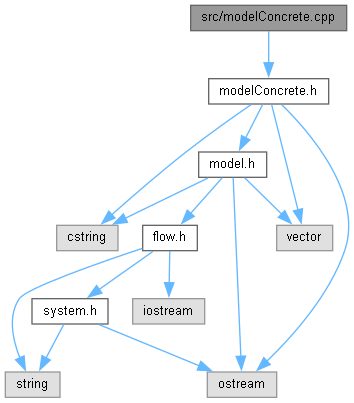 src/modelConcrete.cpp
modelConcrete.h
model.h
cstring
flow.h
vector
system.h
iostream
string
ostream